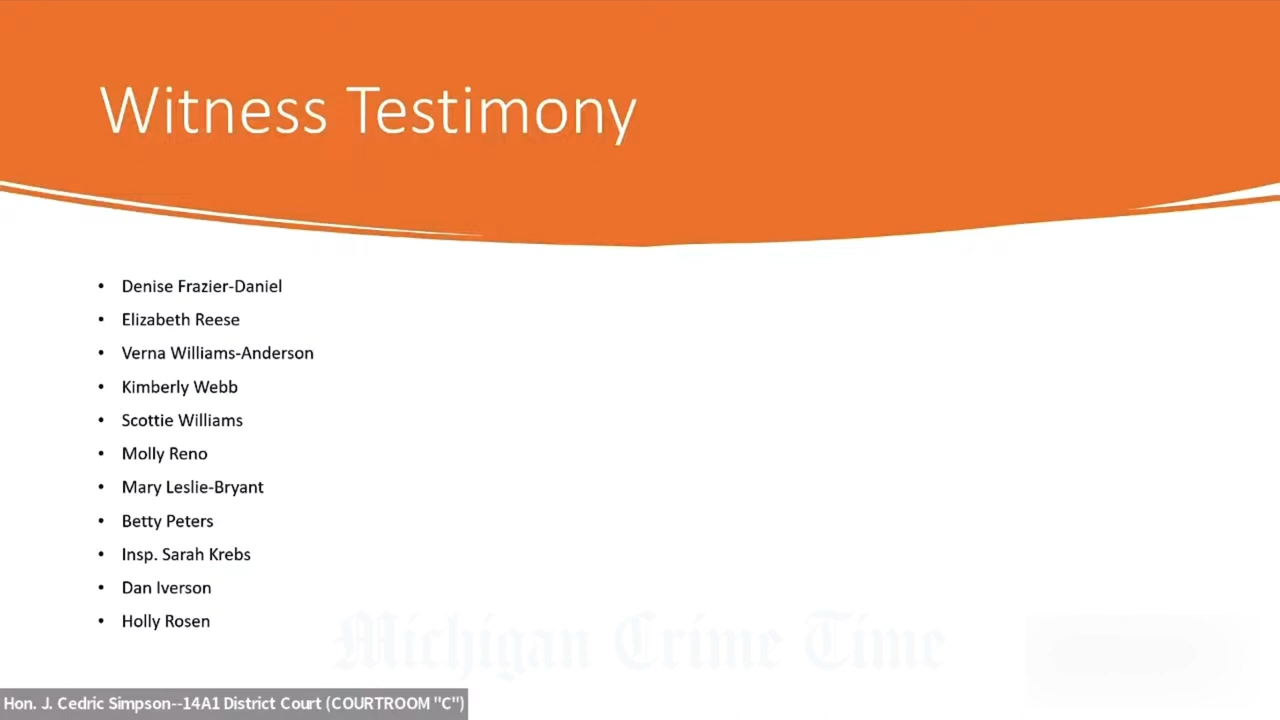 Witness Testimony
• Denise Frazier-Daniel
• Elizabeth Reese
• Verna Williams-Anderson
• Kimberly Webb
• Scottie Williams
• Molly Reno
• Mary Leslie-Bryant
• Betty Peters
• Insp. Sarah Krebs
• Dan Iverson
• Holly Rosen
Michigan Crime Time
Hon. J. Cedric Simpson--14A1 District Court (COURTROOM "C")